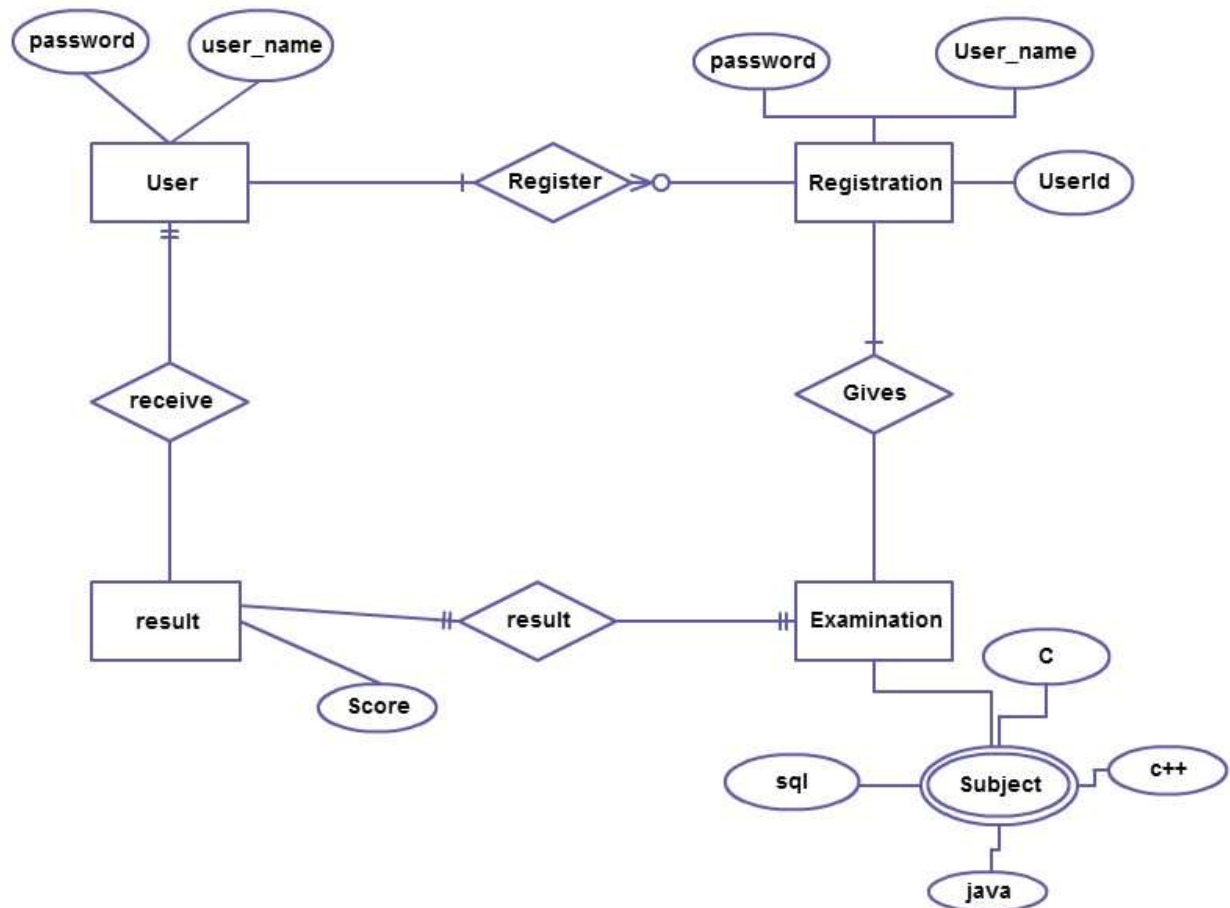 password
user_name
password
User_name
User
Register
Registration
UserId
receive
Gives
result
result
Examination
C
Score
sql
Subject
c++
java